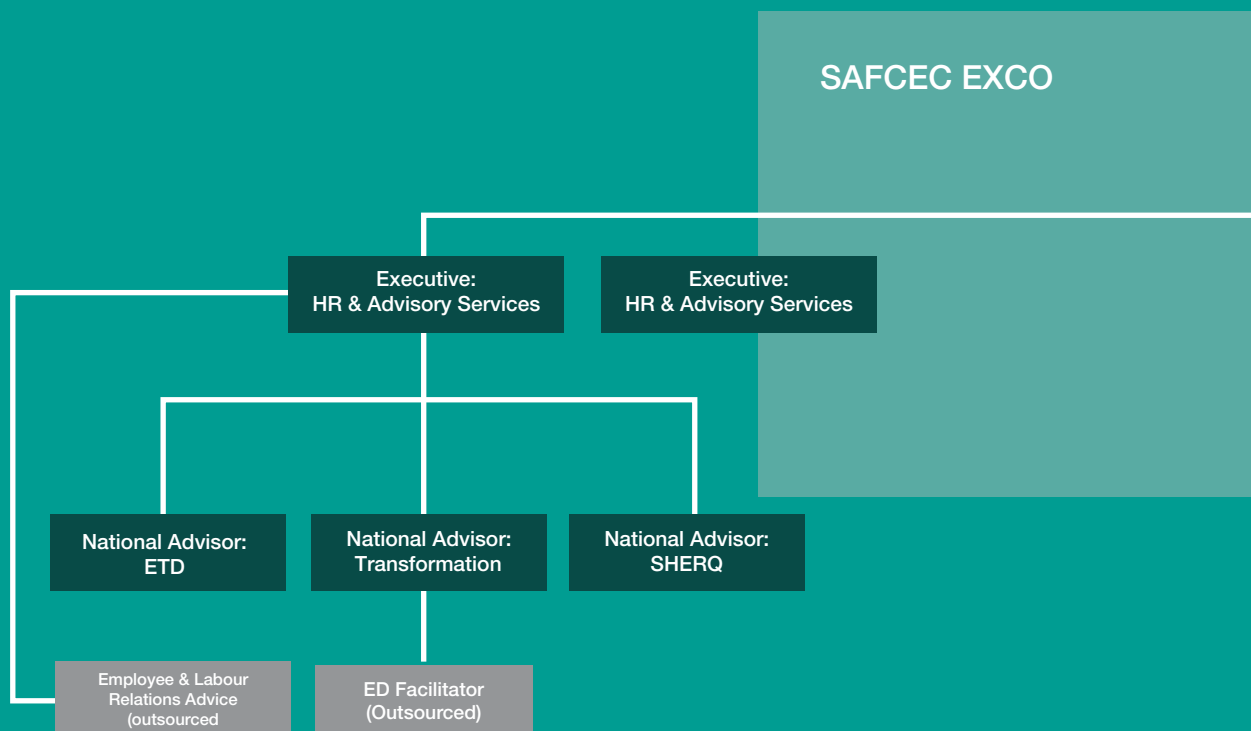 SAFCEC EXCO
Executive:
HR & Advisory Services
Executive:
HR & Advisory Services
National Advisor:
ETD
National Advisor:
Transformation
National Advisor:
SHERQ
Employee & Labour
Relations Advice
(outsourced
ED Facilitator
(Outsourced)